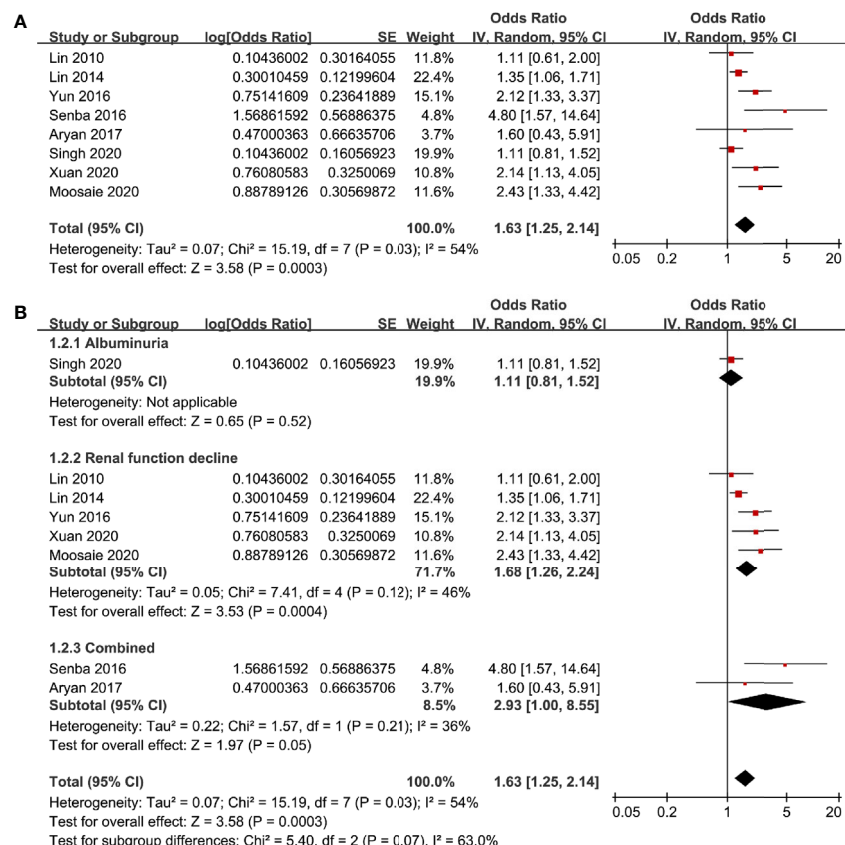 A
Odds Ratio Odds Ratio
Study or Subgroup log[Odds Ratio] SE Weight IV, Random, 95% CI IV, Random, 95% CI
Lin 2010 0.10436002 0.30164055 11.8% 1.11 [0.61, 2.00]
Lin 2014 0.30010459 0.12199604 22.4% 1.35 [1.06, 1.71]
Yun 2016 0.75141609 0.23641889 15.1% 2.12 [1.33, 3.37]
Senba 2016 1.56861592 0.56886375 4.8% 4.80 [1.57, 14.64]
Aryan 2017 0.47000363 0.66635706 3.7% 1.60 [0.43, 5.91]
Singh 2020 0.10436002 0.16056923 19.9% 1.11 [0.81, 1.52]
Xuan 2020 0.76080583 0.3250069 10.8% 2.14 [1.13, 4.05]
Moosaie 2020 0.88789126 0.30569872 11.6% 2.43 [1.33, 4.42]
Total (95% CI) 100.0% 1.63 [1.25, 2.14]
Heterogeneity: Tau² = 0.07; Chi² = 15.19, df = 7 (P = 0.03); I² = 54%
Test for overall effect: Z = 3.58 (P = 0.0003)
0.05 0.2 1 5 20
B
Odds Ratio Odds Ratio
Study or Subgroup log[Odds Ratio] SE Weight IV, Random, 95% CI IV, Random, 95% CI
1.2.1 Albuminuria
Singh 2020 0.10436002 0.16056923 19.9% 1.11 [0.81, 1.52]
Subtotal (95% CI) 19.9% 1.11 [0.81, 1.52]
Heterogeneity: Not applicable
Test for overall effect: Z = 0.65 (P = 0.52)
1.2.2 Renal function decline
Lin 2010 0.10436002 0.30164055 11.8% 1.11 [0.61, 2.00]
Lin 2014 0.30010459 0.12199604 22.4% 1.35 [1.06, 1.71]
Yun 2016 0.75141609 0.23641889 15.1% 2.12 [1.33, 3.37]
Xuan 2020 0.76080583 0.3250069 10.8% 2.14 [1.13, 4.05]
Moosaie 2020 0.88789126 0.30569872 11.6% 2.43 [1.33, 4.42]
Subtotal (95% CI) 71.7% 1.68 [1.26, 2.24]
Heterogeneity: Tau² = 0.05; Chi² = 7.41, df = 4 (P = 0.12); I² = 46%
Test for overall effect: Z = 3.53 (P = 0.0004)
1.2.3 Combined
Senba 2016 1.56861592 0.56886375 4.8% 4.80 [1.57, 14.64]
Aryan 2017 0.47000363 0.66635706 3.7% 1.60 [0.43, 5.91]
Subtotal (95% CI) 8.5% 2.93 [1.00, 8.55]
Heterogeneity: Tau² = 0.22; Chi² = 1.57, df = 1 (P = 0.21); I² = 36%
Test for overall effect: Z = 1.97 (P = 0.05)
Total (95% CI) 100.0% 1.63 [1.25, 2.14]
Heterogeneity: Tau² = 0.07; Chi² = 15.19, df = 7 (P = 0.03); I² = 54%
Test for overall effect: Z = 3.58 (P = 0.0003)
Test for subgroup differences: Chi² = 5.40, df = 2 (P = 0.07), I² = 63.0%
0.05 0.2 1 5 20